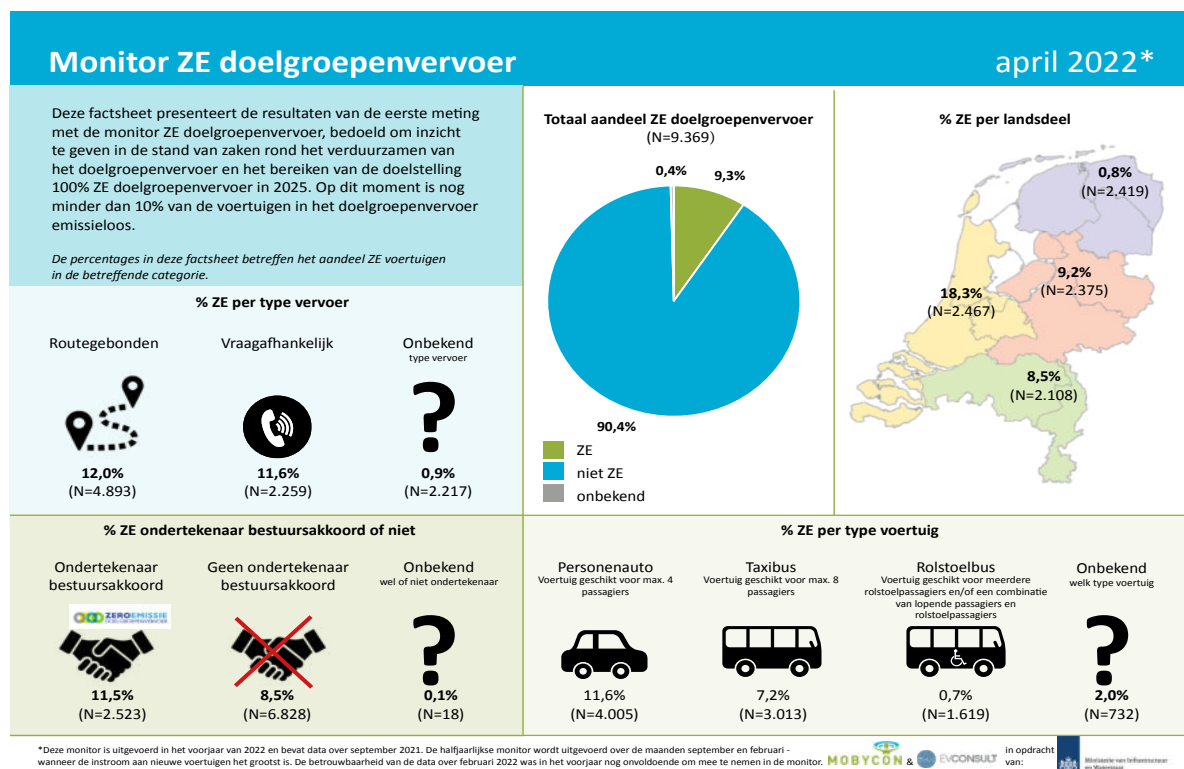 Monitor ZE doelgroepenvervoer
april 2022*
Deze factsheet presenteert de resultaten van de eerste meting
met de monitor ZE doelgroepenvervoer, bedoeld om inzicht
te geven in de stand van zaken rond het verduurzamen van
het doelgroepenvervoer en het bereiken van de doelstelling
100% ZE doelgroepenvervoer in 2025. Op dit moment is nog
minder dan 10% van de voertuigen in het doelgroepenvervoer
emissieloos.
De percentages in deze factsheet betreffen het aandeel ZE voertuigen
in de betreffende categorie.
% ZE per type vervoer
Routegebonden
12,0%
(N=4.893)
Vraagafhankelijk
11,6%
(N=2.259)
Onbekend
type vervoer
?
0,9%
(N=2.217)
Totaal aandeel ZE doelgroepenvervoer
(N=9.369)
0,4%
9,3%
90,4%
ZE
niet ZE
onbekend
% ZE per landsdeel
0,8%
(N=2.419)
9,2%
(N=2.375)
18,3%
(N=2.467)
8,5%
(N=2.108)
% ZE ondertekenaar bestuursakkoord of niet
Ondertekenaar
bestuursakkoord
ZEROEMISSIE
DOELGROEPENVERVOER
11,5%
(N=2.523)
Geen ondertekenaar
bestuursakkoord
8,5%
(N=6.828)
Onbekend
wel of niet ondertekenaar
?
0,1%
(N=18)
% ZE per type voertuig
Personenauto
Voertuig geschikt voor max. 4
passagiers
11,6%
(N=4.005)
Taxibus
Voertuig geschikt voor max. 8
passagiers
7,2%
(N=3.013)
Rolstoelbus
Voertuig geschikt voor meerdere
rolstoelpassagiers en/of een combinatie
van lopende passagiers en
rolstoelpassagiers
0,7%
(N=1.619)
Onbekend
welk type voertuig
?
2,0%
(N=732)
*Deze monitor is uitgevoerd in het voorjaar van 2022 en bevat data over september 2021. De halfjaarlijkse monitor wordt uitgevoerd over de maanden september en februari -
wanneer de instroom aan nieuwe voertuigen het grootst is. De betrouwbaarheid van de data over februari 2022 was in het voorjaar nog onvoldoende om mee te nemen in de monitor.
MOBYCON & EVCONSULT
in opdracht
van:
Ministerie van Infrastructuur
en Waterstaat